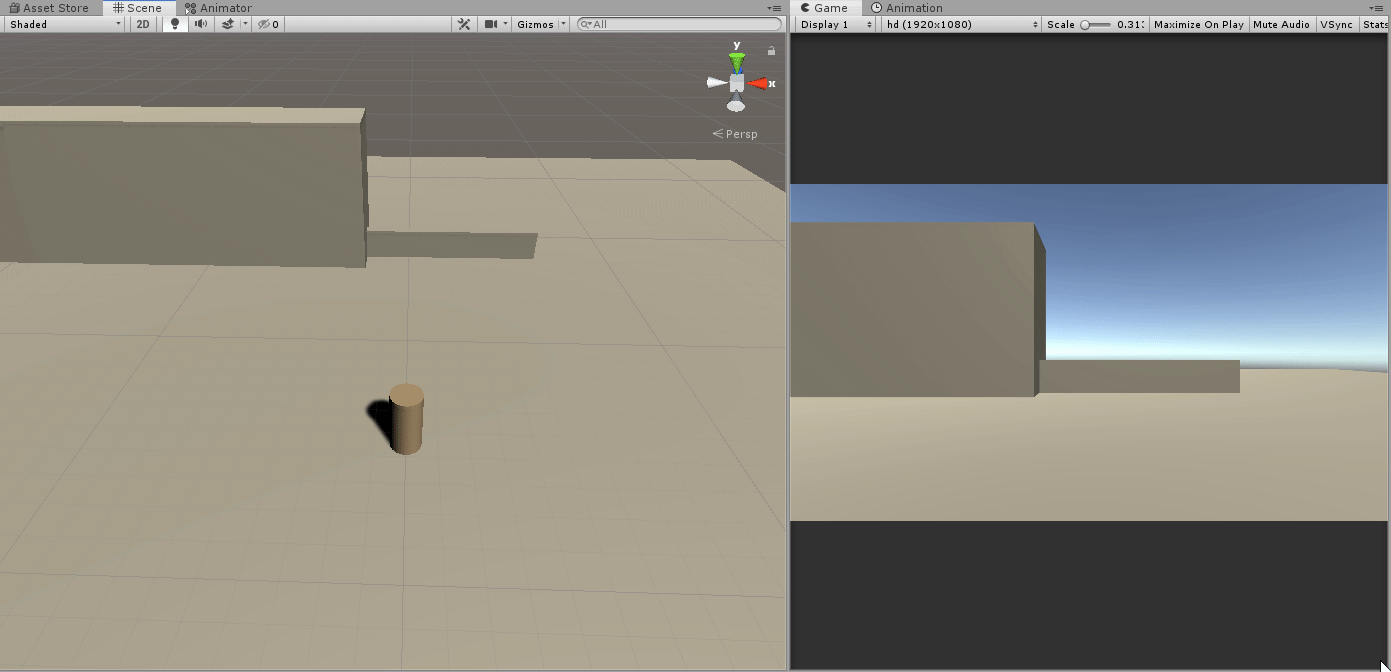 Asset Store Scene Animator
Shaded 2D 0 Gizmos All
y
x
Persp
Game Animation
Display 1 hd (1920x1080) Scale Maximize On Play Mute Audio VSync Stats